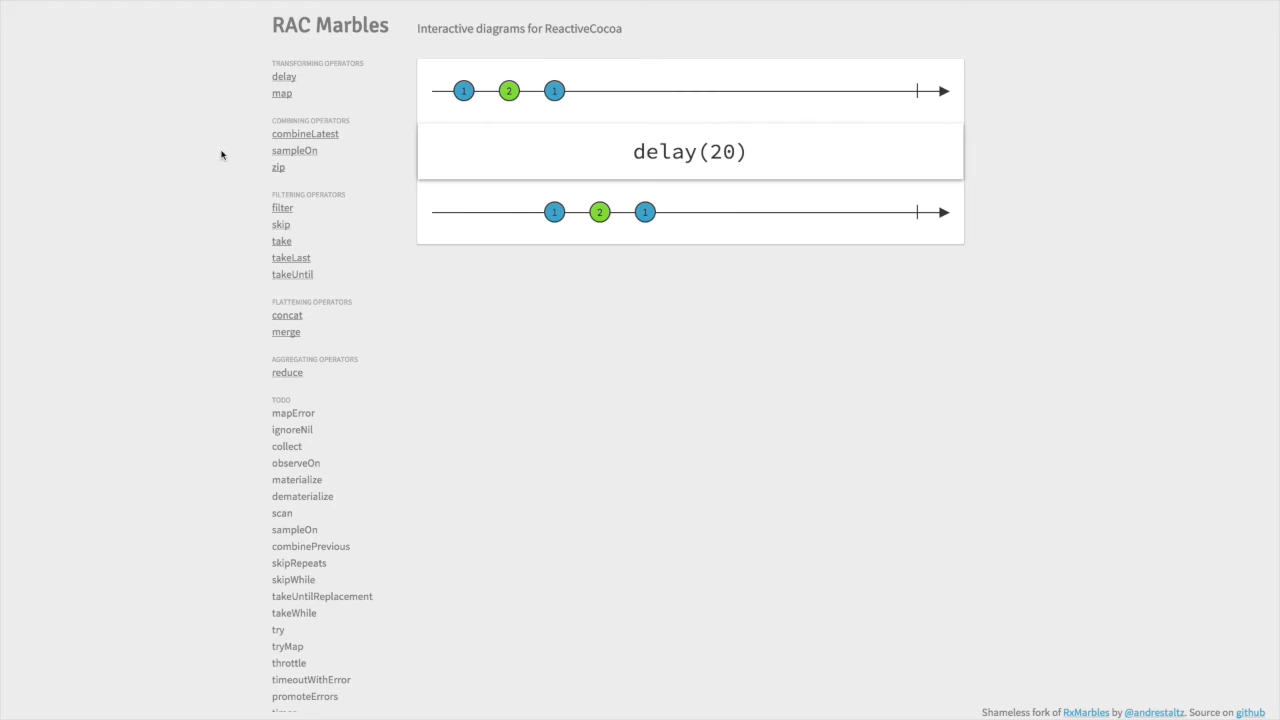 RAC Marbles
Interactive diagrams for ReactiveCocoa
TRANSFORMING OPERATORS
delay
map
COMBINING OPERATORS
combineLatest
sampleOn
zip
FILTERING OPERATORS
filter
skip
take
takeLast
takeUntil
FLATTENING OPERATORS
concat
merge
AGGREGATING OPERATORS
reduce
TODO
mapError
ignoreNil
collect
observeOn
materialize
dematerialize
scan
sampleOn
combinePrevious
skipRepeats
skipWhile
takeUntilReplacement
takeWhile
try
tryMap
throttle
timeoutWithError
promoteErrors
1 2 1
delay(20)
1 2 1
Shameless fork of RxMarbles by @andrestaltz. Source on github